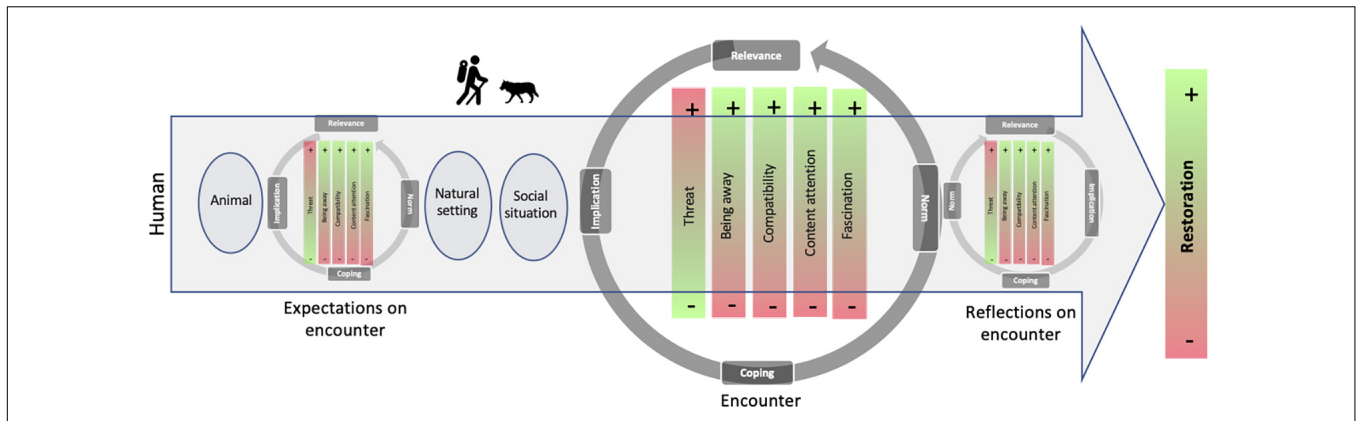 Human
Animal
Relevance
Implication
Norm
Coping
+ + + + +
Threat
Being away
Compatibility
Content attention
Fascination
- - - - -
Expectations on
encounter
Natural
setting
Social
situation
Relevance
Implication
Norm
Coping
+ + + + +
Threat
Being away
Compatibility
Content attention
Fascination
- - - - -
Encounter
Relevance
Norm
Implication
Coping
+ + + + +
Threat
Being away
Compatibility
Content attention
Fascination
- - - - -
Reflections on
encounter
+
Restoration
-